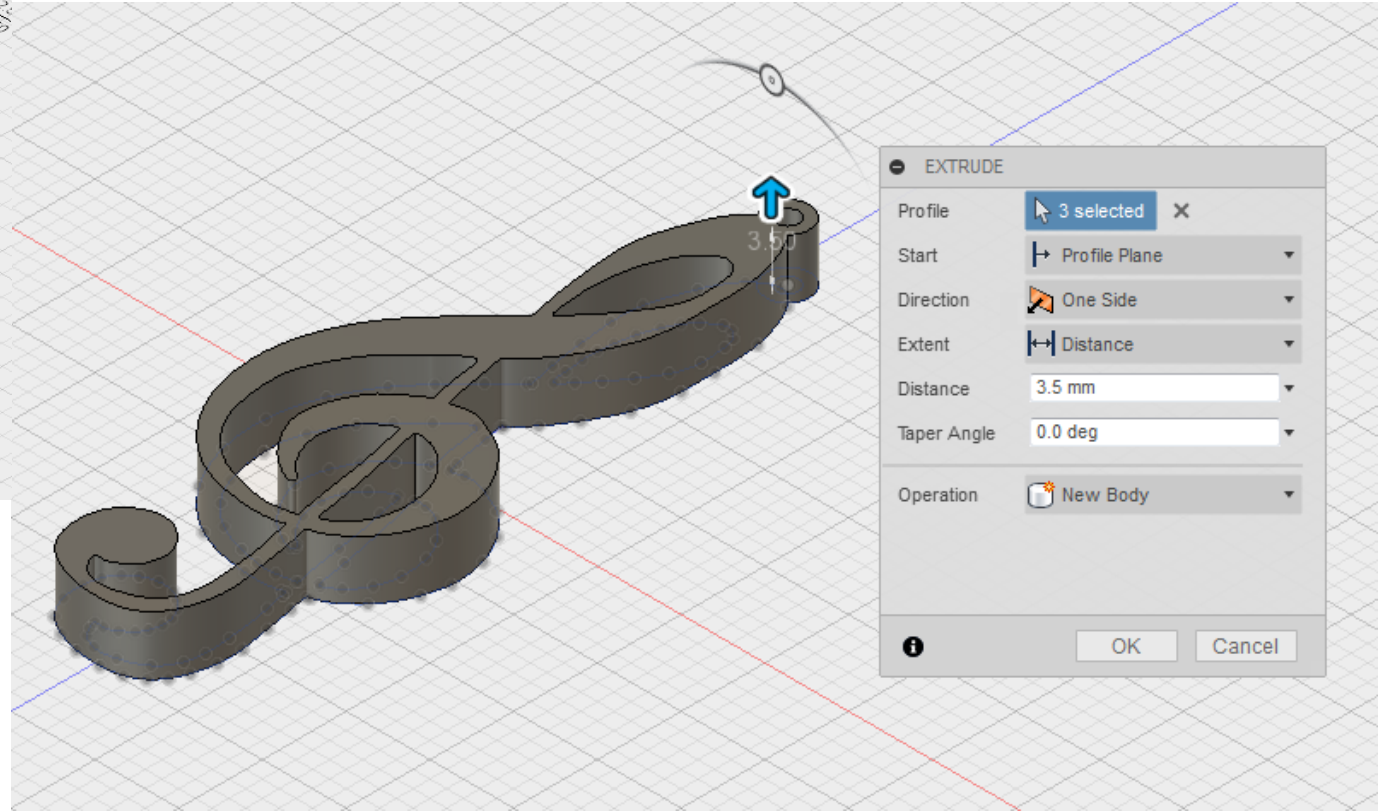 EXTRUDE
Profile 3 selected
Start Profile Plane
Direction One Side
Extent Distance
Distance 3.5 mm
Taper Angle 0.0 deg
Operation New Body
OK Cancel
3.50